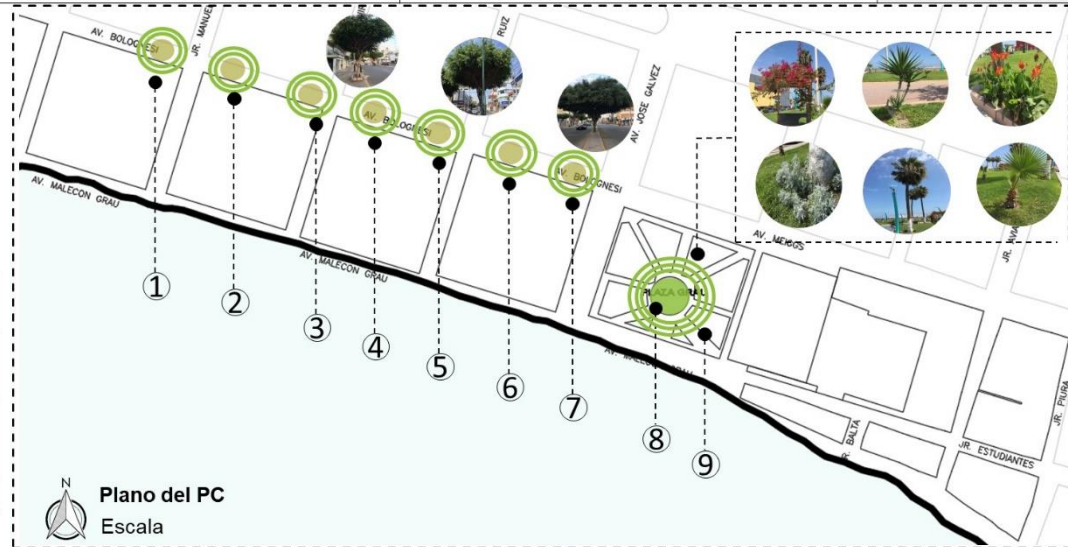 AV. BOLOGNESI
JR. MANUEL
RUIZ
AV. JOSE GALVEZ
AV. BOLOGNESI
AV. BOLOGNESI
AV. MALECON GRAU
AV. MALECON GRAU
AV. MALECON GRAU
AV. MEIGGS
PLAZA GRAU
JR. BALTA
JR. ESTUDIANTES
JR. PIURA
1
2
3
4
5
6
7
8
9
N
Plano del PC
Escala